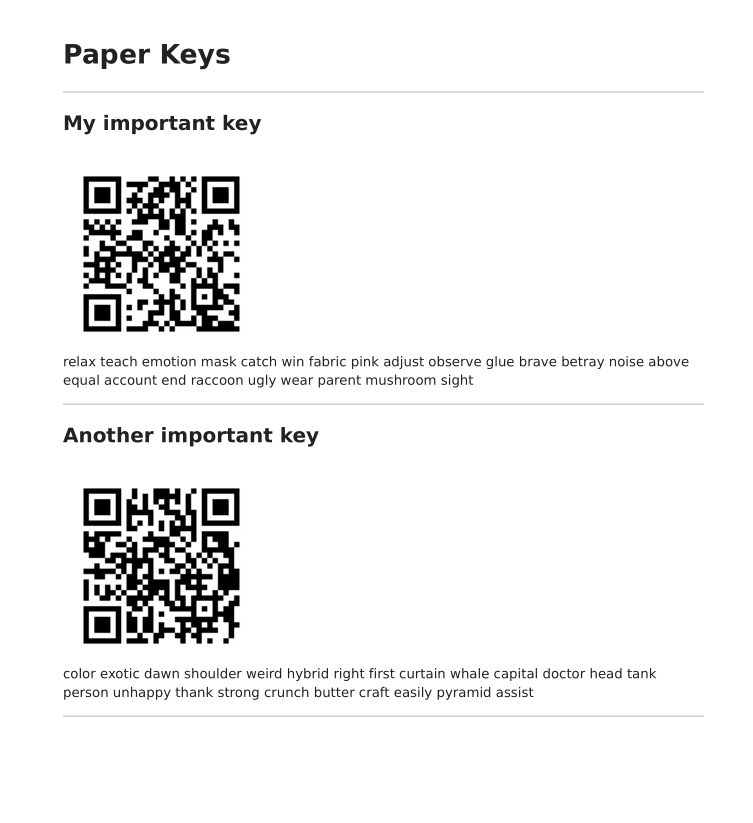 Paper Keys
My important key
relax teach emotion mask catch win fabric pink adjust observe glue brave betray noise above
equal account end raccoon ugly wear parent mushroom sight
Another important key
color exotic dawn shoulder weird hybrid right first curtain whale capital doctor head tank
person unhappy thank strong crunch butter craft easily pyramid assist